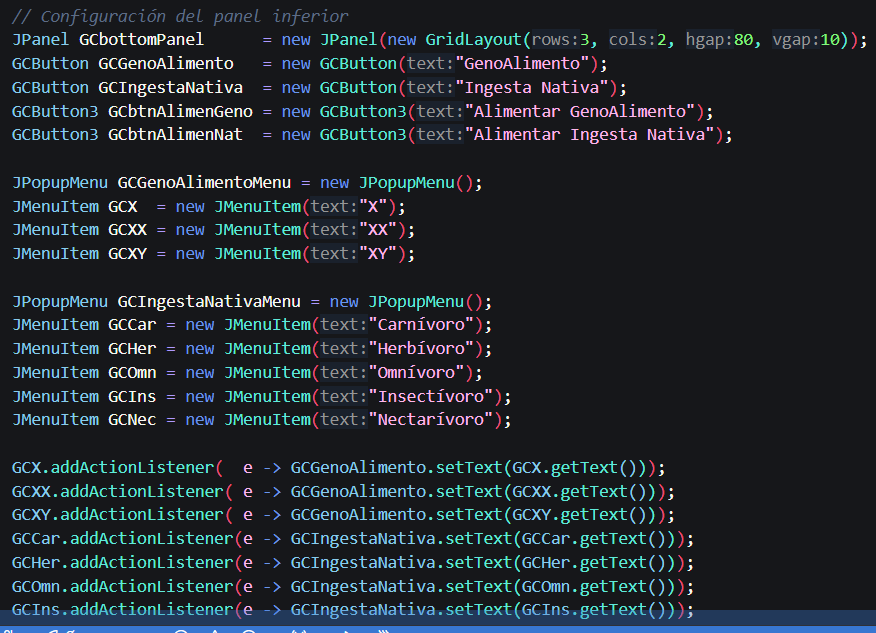 // Configuración del panel inferior
JPanel GCbottomPanel      = new JPanel(new GridLayout(rows:3, cols:2, hgap:80, vgap:10));
GCButton GCGenoAlimento   = new GCButton(text:"GenoAlimento");
GCButton GCIngestaNativa  = new GCButton(text:"Ingesta Nativa");
GCButton3 GCbtnAlimenGeno = new GCButton3(text:"Alimentar GenoAlimento");
GCButton3 GCbtnAlimenNat  = new GCButton3(text:"Alimentar Ingesta Nativa");

JPopupMenu GCGenoAlimentoMenu = new JPopupMenu();
JMenuItem GCX  = new JMenuItem(text:"X");
JMenuItem GCXX = new JMenuItem(text:"XX");
JMenuItem GCXY = new JMenuItem(text:"XY");

JPopupMenu GCIngestaNativaMenu = new JPopupMenu();
JMenuItem GCCar = new JMenuItem(text:"Carnívoro");
JMenuItem GCHer = new JMenuItem(text:"Herbívoro");
JMenuItem GCOmn = new JMenuItem(text:"Omnívoro");
JMenuItem GCIns = new JMenuItem(text:"Insectívoro");
JMenuItem GCNec = new JMenuItem(text:"Nectarívoro");

GCX.addActionListener(  e -> GCGenoAlimento.setText(GCX.getText()));
GCXX.addActionListener( e -> GCGenoAlimento.setText(GCXX.getText()));
GCXY.addActionListener( e -> GCGenoAlimento.setText(GCXY.getText()));
GCCar.addActionListener(e -> GCIngestaNativa.setText(GCCar.getText()));
GCHer.addActionListener(e -> GCIngestaNativa.setText(GCHer.getText()));
GCOmn.addActionListener(e -> GCIngestaNativa.setText(GCOmn.getText()));
GCIns.addActionListener(e -> GCIngestaNativa.setText(GCIns.getText()));